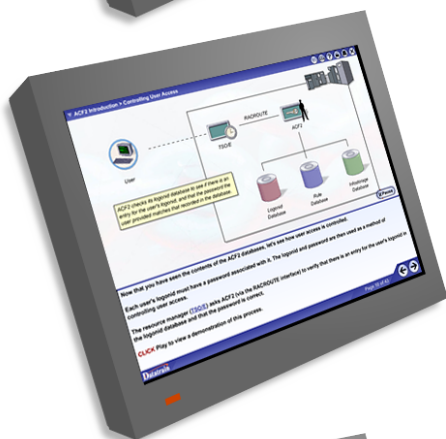 ACF2 Introduction > Controlling User Access
RACROUTE
TSO/E
ACF2
User
ACF2 checks its logonid database to see if there is an
entry for the user's logonid, and that the password the
user provided matches that recorded in the database.
Logonid
Database
Rule
Database
Infostorage
Database
Pause
Now that you have seen the contents of the ACF2 databases, let's see how user access is controlled.
Each user's logonid must have a password associated with it. The logonid and password are then used as a method of
controlling user access.
The resource manager (TSO/E) asks ACF2 (via the RACROUTE interface) to verify that there is an entry for the user's logonid in
the logonid database and that the password is correct.
CLICK Play to view a demonstration of this process.
Datatrain